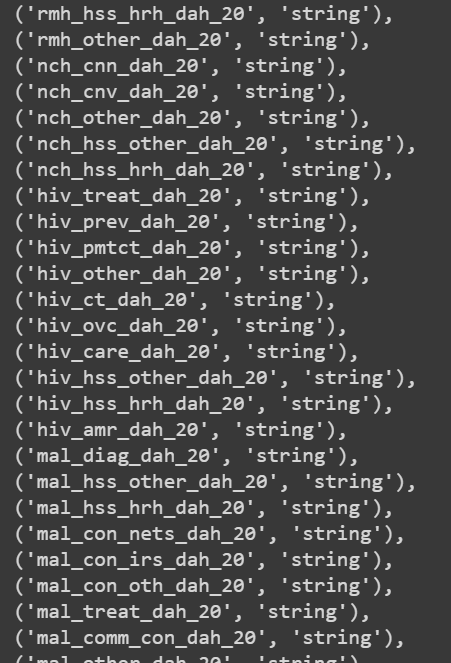 ('rmh_hss_hrh_dah_20', 'string'),
('rmh_other_dah_20', 'string'),
('nch_cnn_dah_20', 'string'),
('nch_cnv_dah_20', 'string'),
('nch_other_dah_20', 'string'),
('nch_hss_other_dah_20', 'string'),
('nch_hss_hrh_dah_20', 'string'),
('hiv_treat_dah_20', 'string'),
('hiv_prev_dah_20', 'string'),
('hiv_pmtct_dah_20', 'string'),
('hiv_other_dah_20', 'string'),
('hiv_ct_dah_20', 'string'),
('hiv_ovc_dah_20', 'string'),
('hiv_care_dah_20', 'string'),
('hiv_hss_other_dah_20', 'string'),
('hiv_hss_hrh_dah_20', 'string'),
('hiv_amr_dah_20', 'string'),
('mal_diag_dah_20', 'string'),
('mal_hss_other_dah_20', 'string'),
('mal_hss_hrh_dah_20', 'string'),
('mal_con_nets_dah_20', 'string'),
('mal_con_irs_dah_20', 'string'),
('mal_con_oth_dah_20', 'string'),
('mal_treat_dah_20', 'string'),
('mal_comm_con_dah_20', 'string'),
('mal_other_dah_20', 'string'),